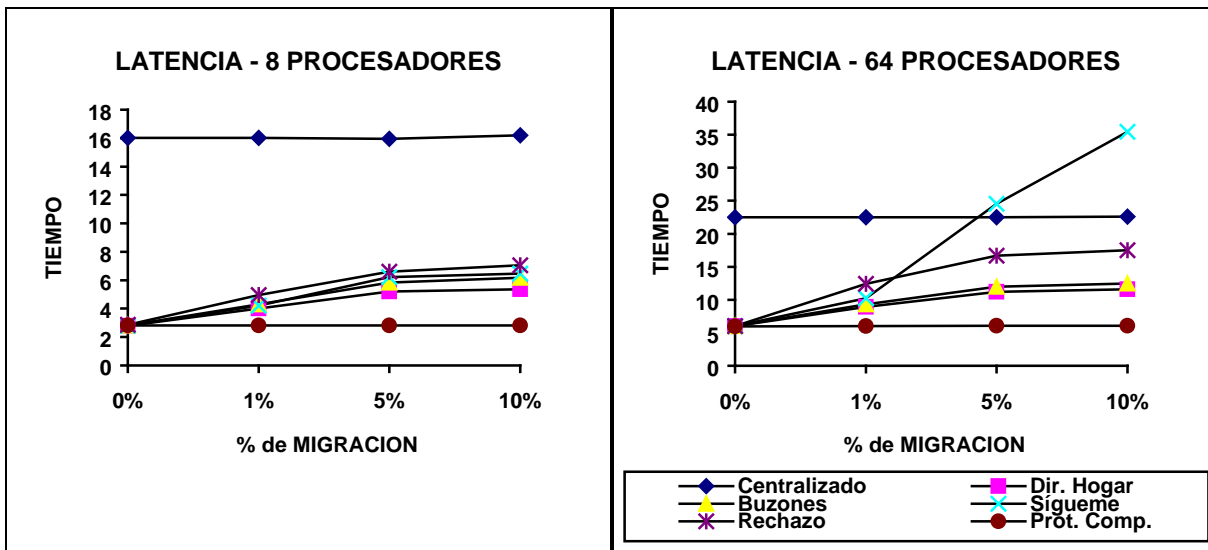 LATENCIA - 8 PROCESADORES
18
16
14
12
10
8
6
4
2
0
TIEMPO
0% 1% 5% 10%
% de MIGRACION
LATENCIA - 64 PROCESADORES
40
35
30
25
20
15
10
5
0
TIEMPO
0% 1% 5% 10%
% de MIGRACION
Centralizado Dir. Hogar
Buzones Sígueme
Rechazo Prot. Comp.